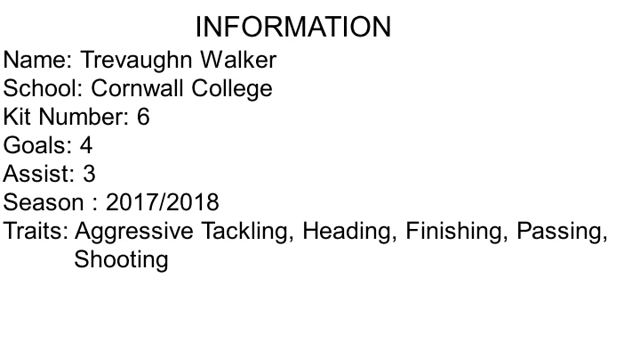 INFORMATION
Name: Trevaughn Walker
School: Cornwall College
Kit Number: 6
Goals: 4
Assist: 3
Season : 2017/2018
Traits: Aggressive Tackling, Heading, Finishing, Passing,
Shooting